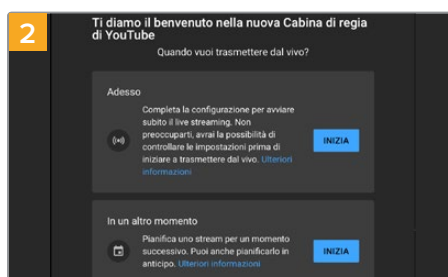 2
Ti diamo il benvenuto nella nuova Cabina di regia
di YouTube
Quando vuoi trasmettere dal vivo?
Adesso
Completa la configurazione per avviare
subito il live streaming. Non
preoccuparti, avrai la possibilità di
controllare le impostazioni prima di
iniziare a trasmettere dal vivo. Ulteriori
informazioni
INIZIA
In un altro momento
Pianifica uno stream per un momento
successivo. Puoi anche pianificarlo in
anticipo. Ulteriori informazioni
INIZIA